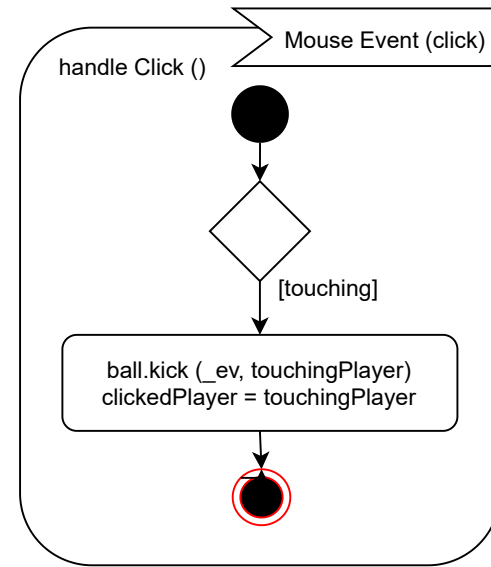 Mouse Event (click)
handle Click ()
[touching]
ball.kick (_ev, touchingPlayer)
clickedPlayer = touchingPlayer